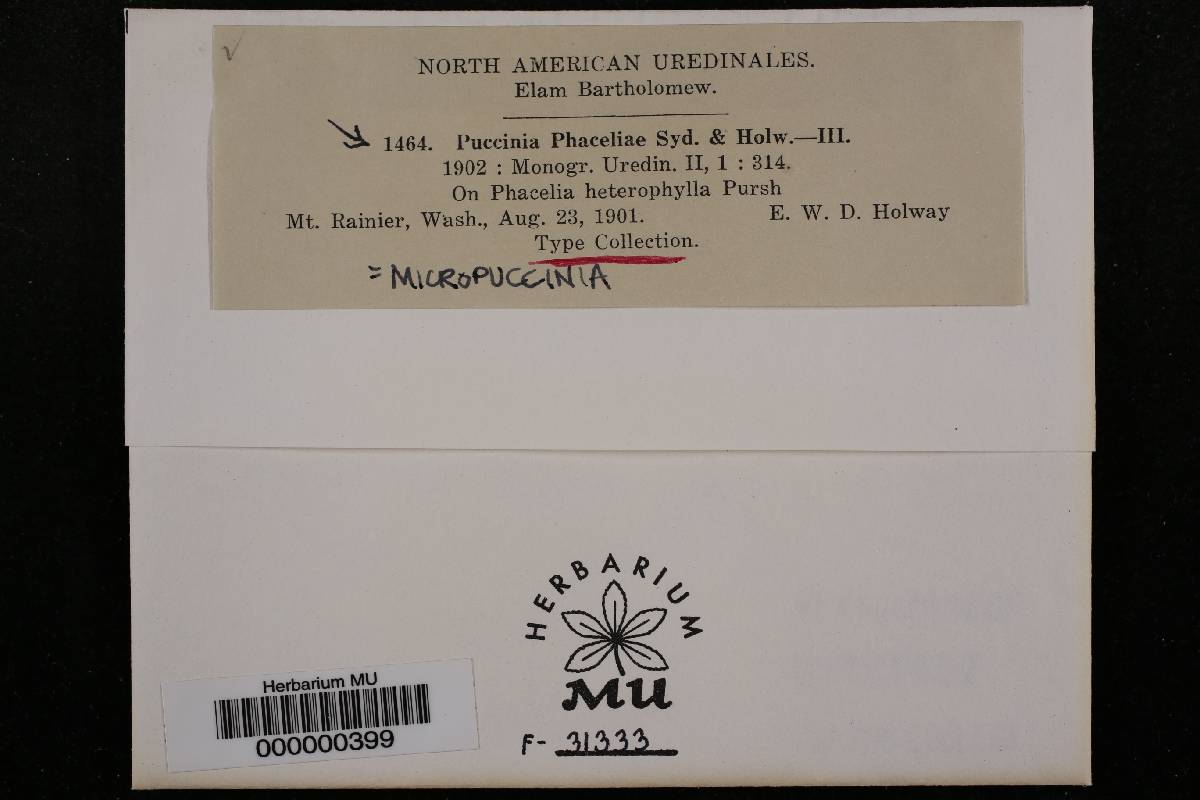 NORTH AMERICAN UREDINALES.
Elam Bartholomew.
1464. Puccinia Phaceliae Syd. & Holw.—III.
1902 : Monogr. Uredin. II, 1 : 314.
On Phacelia heterophylla Pursh
Mt. Rainier, Wash., Aug. 23, 1901. E. W. D. Holway
Type Collection.
= MICROPUCCINIA
HERBARIUM
MU
F- 31333
Herbarium MU
000000399